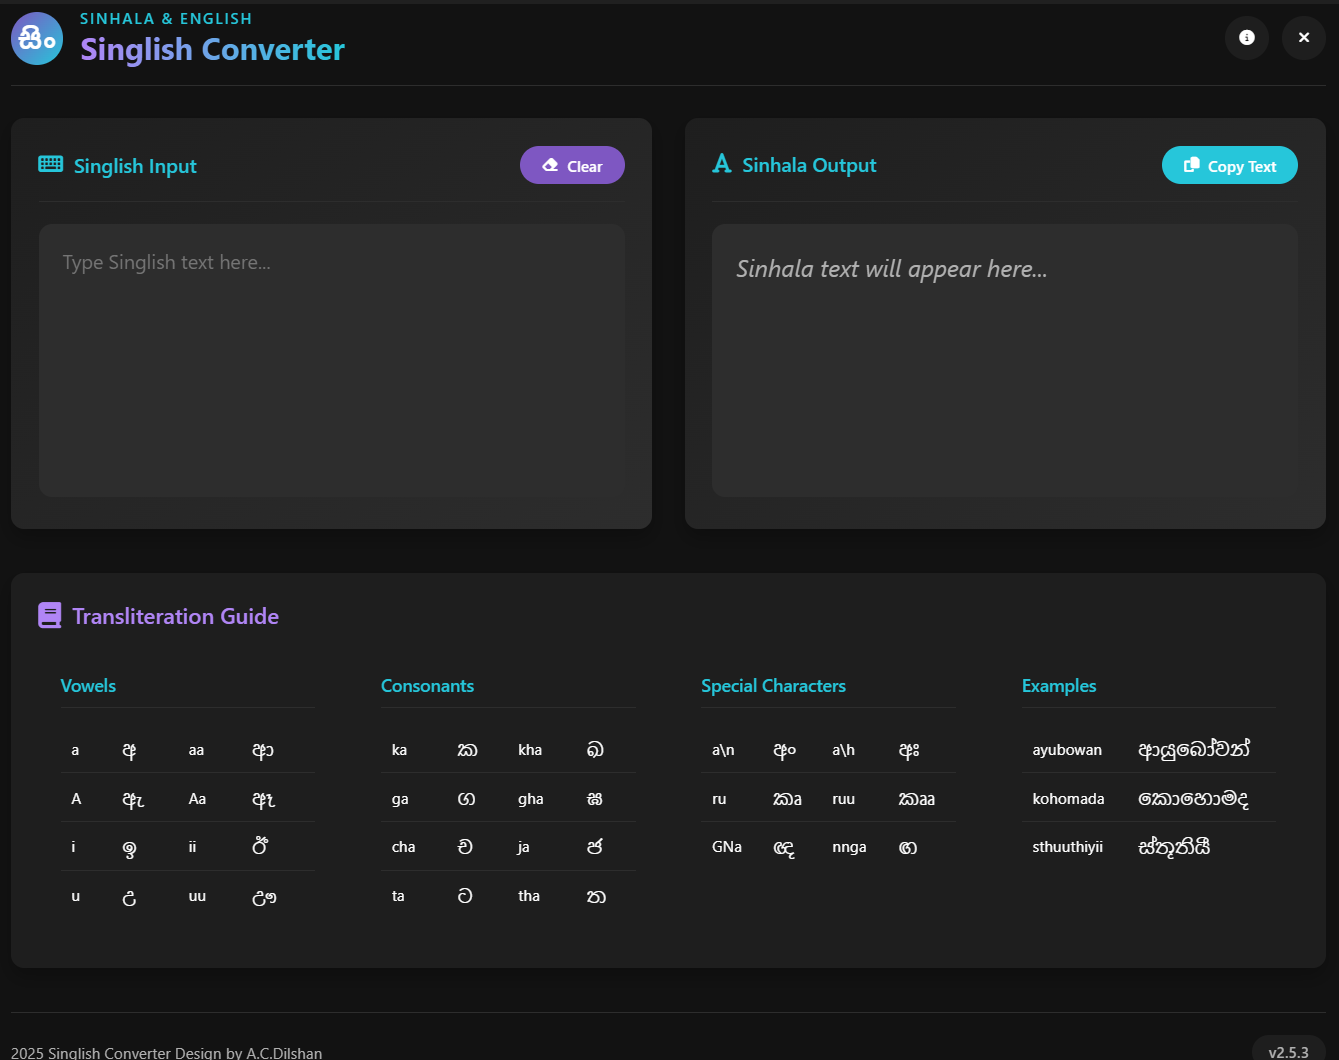 සිං
SINHALA & ENGLISH
Singlish Converter
Singlish Input
Clear
Type Singlish text here...
Sinhala Output
Copy Text
Sinhala text will appear here...
Transliteration Guide
Vowels
a අ aa ආ
A ඇ Aa ඈ
i ඉ ii ඊ
u උ uu ඌ
Consonants
ka ක kha ඛ
ga ග gha ඝ
cha ච ja ජ
ta ට tha ත
Special Characters
a\n අං a\h අඃ
ru කෘ ruu කෲ
GNa ඥ nnga ඟ
Examples
ayubowan ආයුබෝවන්
kohomada කොහොමද
sthuuthiyii ස්තූතියී
2025 Singlish Converter Design by A.C.Dilshan
v2.5.3